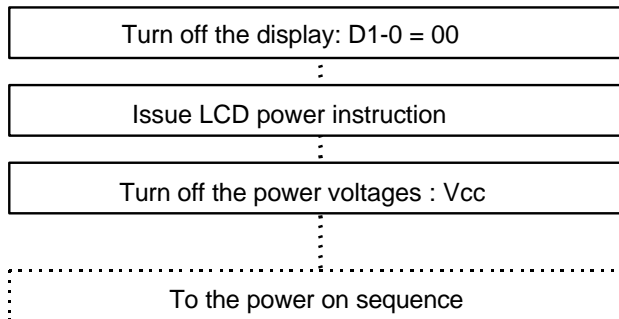 Turn off the display: D1-0 = 00
Issue LCD power instruction
Turn off the power voltages : Vcc
To the power on sequence